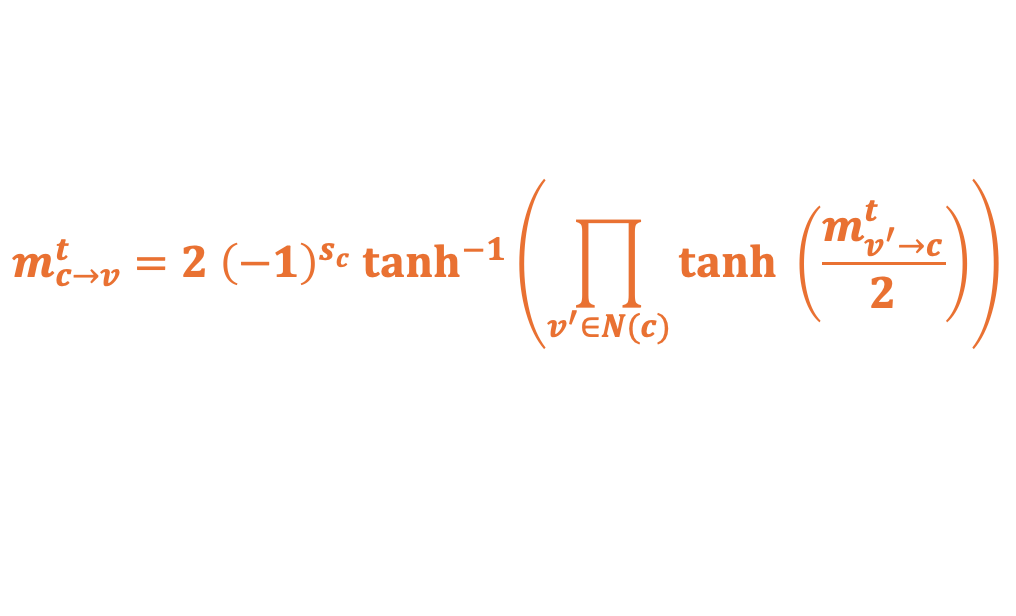 m^t_{c→v} = 2 (−1)^{s_c} tanh^{−1} ( ∏_{v′∈N(c)} tanh ( m^t_{v′→c} / 2 ) )